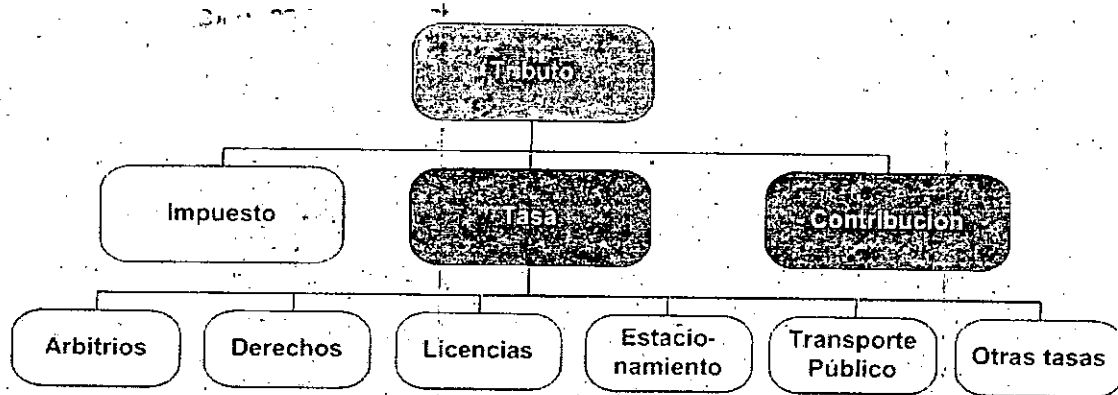 Tributo
Impuesto
Tasa
Contribución
Arbitrios
Derechos
Licencias
Estacio-
namiento
Transporte
Público
Otras tasas